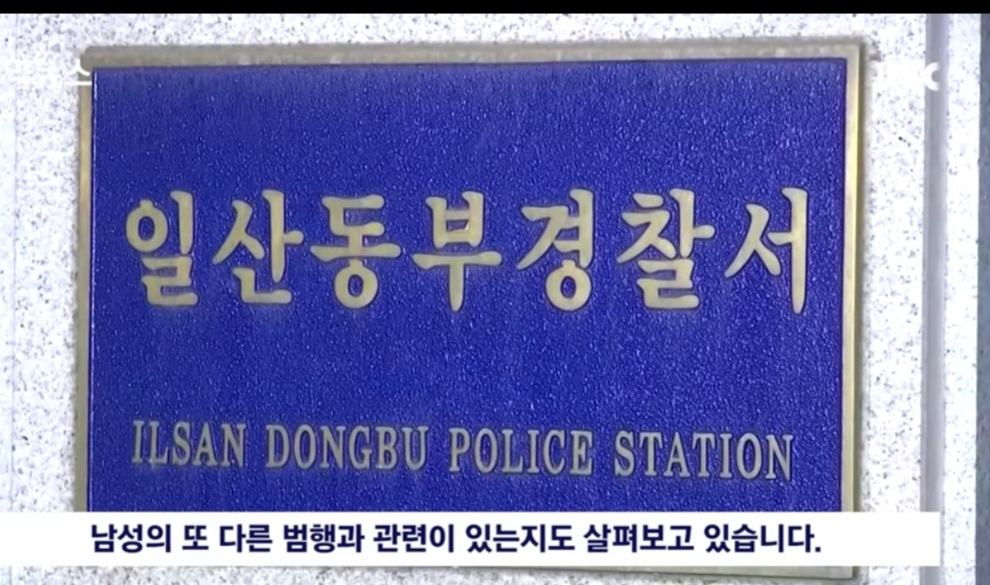 일산동부경찰서
ILSAN DONGBU POLICE STATION
남성의 또 다른 범행과 관련이 있는지도 살펴보고 있습니다.